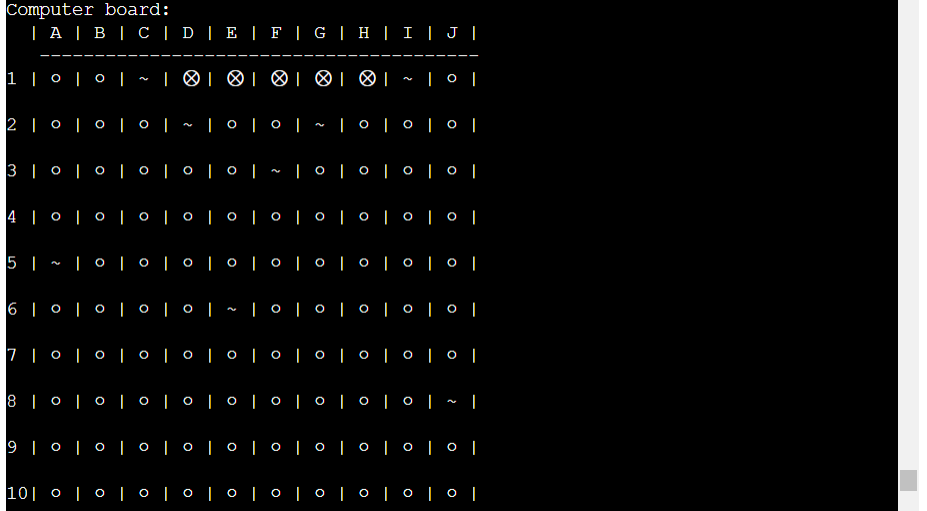 Computer board:
| A | B | C | D | E | F | G | H | I | J |
----------------------------------------
1 | o | o | ~ | ⊗| ⊗| ⊗| ⊗| ⊗| ~ | o |
2 | o | o | o | ~ | o | o | ~ | o | o | o |
3 | o | o | o | o | o | ~ | o | o | o | o |
4 | o | o | o | o | o | o | o | o | o | o |
5 | ~ | o | o | o | o | o | o | o | o | o |
6 | o | o | o | o | ~ | o | o | o | o | o |
7 | o | o | o | o | o | o | o | o | o | o |
8 | o | o | o | o | o | o | o | o | o | ~ |
9 | o | o | o | o | o | o | o | o | o | o |
10| o | o | o | o | o | o | o | o | o | o |